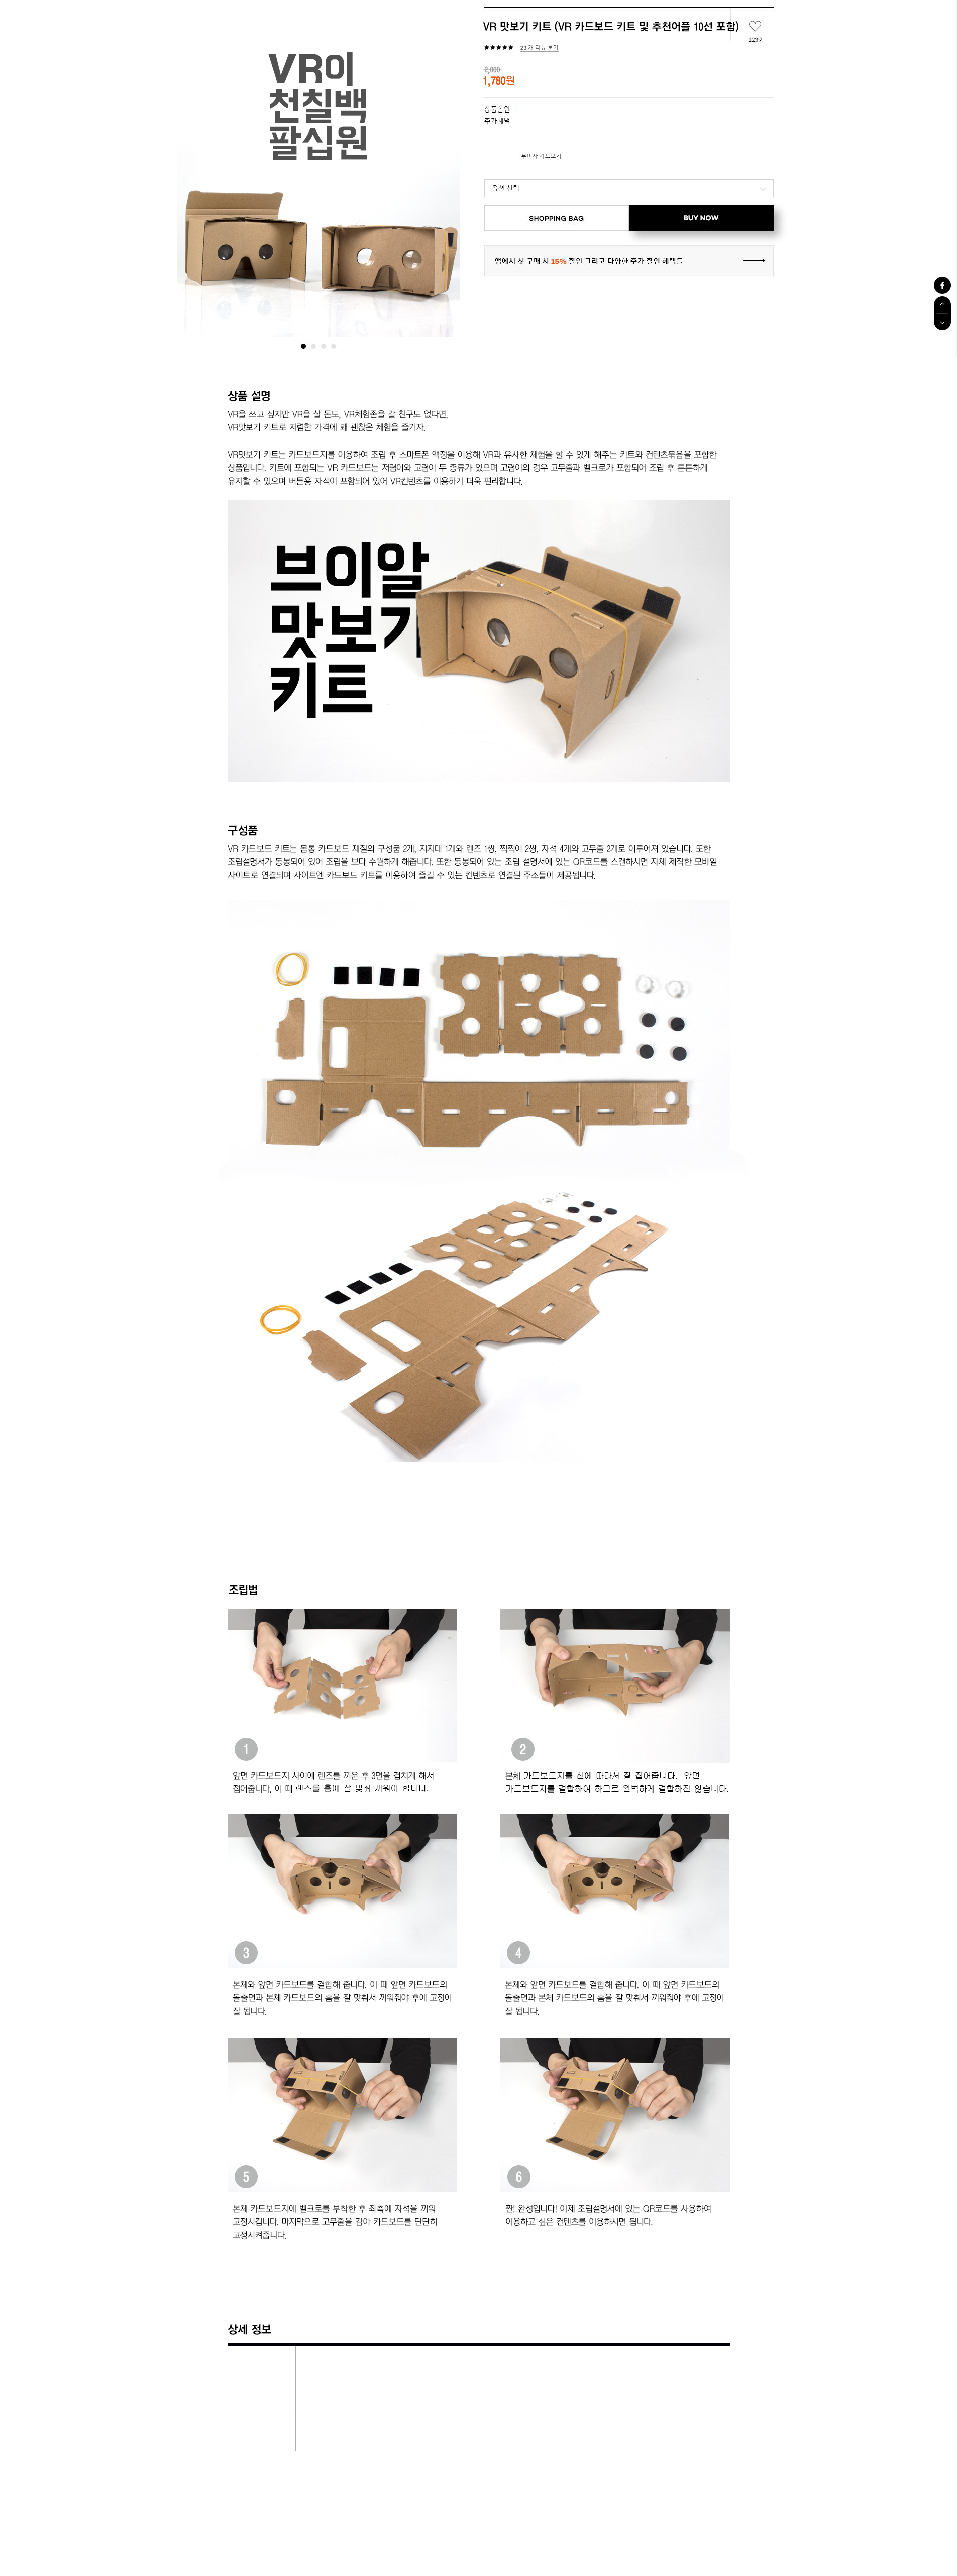 VR 맛보기 키트 (VR 카드보드 키트 및 추천어플 10선 포함)
1239
★★★★★ 23 개 리뷰 보기
2,000
1,780원
VR이
천칠백
팔십원
상품할인
추가혜택
무이자 카드보기
옵션 선택
SHOPPING BAG
BUY NOW
앱에서 첫 구매 시 15% 할인 그리고 다양한 추가 할인 혜택들
상품 설명
VR을 쓰고 싶지만 VR을 살 돈도, VR체험존을 갈 친구도 없다면.
VR맛보기 키트로 저렴한 가격에 꽤 괜찮은 체험을 즐기자.
VR맛보기 키트는 카드보드지를 이용하여 조립 후 스마트폰 액정을 이용해 VR과 유사한 체험을 할 수 있게 해주는 키트와 컨텐츠묶음을 포함한
상품입니다. 키트에 포함되는 VR 카드보드는 저렴이와 고렴이 두 종류가 있으며 고렴이의 경우 고무줄과 벨크로가 포함되어 조립 후 튼튼하게
유지할 수 있으며 버튼용 자석이 포함되어 있어 VR컨텐츠를 이용하기 더욱 편리합니다.
브이알
맛보기
키트
구성품
VR 카드보드 키트는 몸통 카드보드 재질의 구성품 2개, 지지대 1개와 렌즈 1쌍, 찍찍이 2쌍, 자석 4개와 고무줄 2개로 이루어져 있습니다. 또한
조립설명서가 동봉되어 있어 조립을 보다 수월하게 해줍니다. 또한 동봉되어 있는 조립 설명서에 있는 QR코드를 스캔하시면 자체 제작한 모바일
사이트로 연결되며 사이트엔 카드보드 키트를 이용하여 즐길 수 있는 컨텐츠로 연결된 주소들이 제공됩니다.
조립법
1
2
앞면 카드보드지 사이에 렌즈를 끼운 후 3면을 겹치게 해서
접어줍니다. 이 때 렌즈를 홈에 잘 맞춰 끼워야 합니다.
본체 카드보드지를 선에 따라서 잘 접어줍니다. 앞면
카드보드지를 결합하여 하므로 완벽하게 결합하진 않습니다.
3
4
본체와 앞면 카드보드를 결합해 줍니다. 이 때 앞면 카드보드의
돌출면과 본체 카드보드의 홈을 잘 맞춰서 끼워줘야 후에 고정이
잘 됩니다.
본체와 앞면 카드보드를 결합해 줍니다. 이 때 앞면 카드보드의
돌출면과 본체 카드보드의 홈을 잘 맞춰서 끼워줘야 후에 고정이
잘 됩니다.
5
6
본체 카드보드지에 벨크로를 부착한 후 좌측에 자석을 끼워
고정시킵니다. 마지막으로 고무줄을 감아 카드보드를 단단히
고정시켜줍니다.
짠! 완성입니다! 이제 조립설명서에 있는 QR코드를 사용하여
이용하고 싶은 컨텐츠를 이용하시면 됩니다.
상세 정보